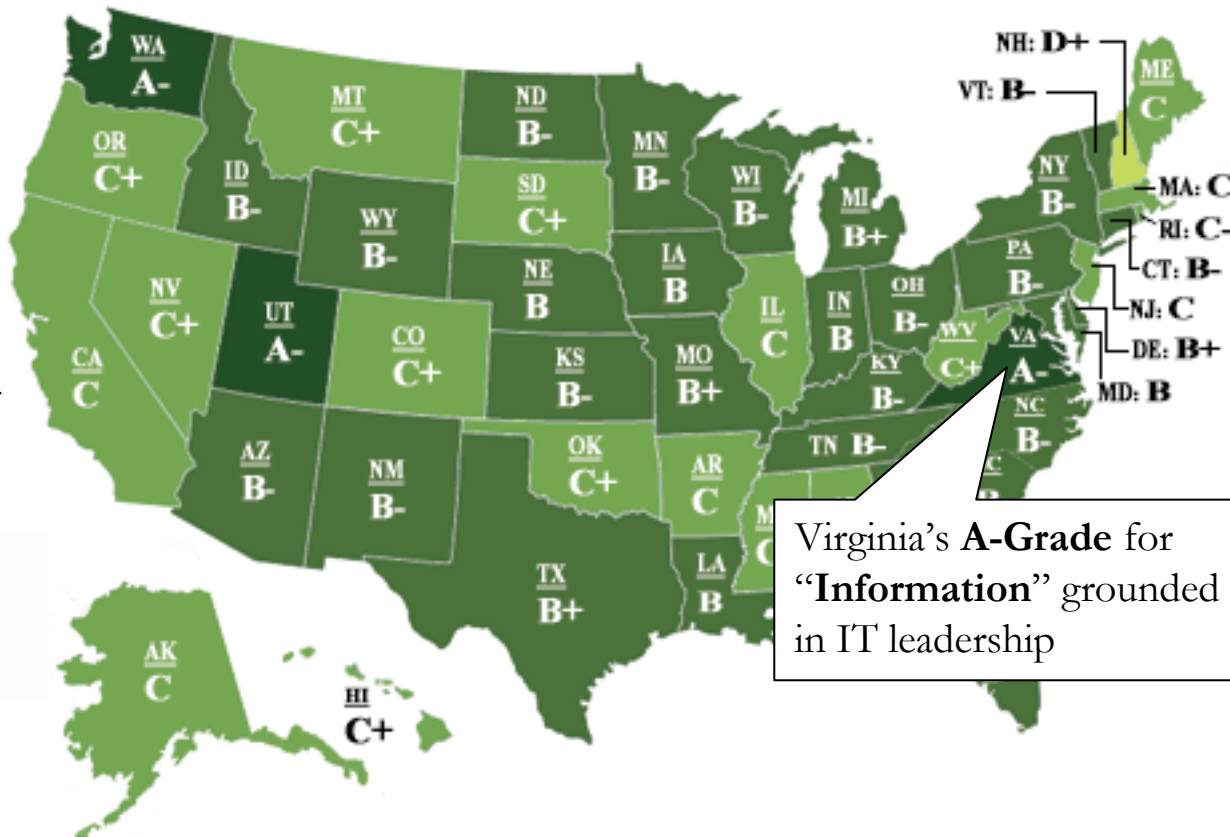 WA
A-
MT
C+
ND
B-
OR
C+
ID
B-
SD
C+
MN
B-
WI
B-
MI
B+
NY
B-
NH: D+
VT: B-
ME
C
MA: C
RI: C-
CT: B-
NJ: C
DE: B+
MD: B
WY
B-
NE
B
IA
B
PA
B-
NV
C+
UT
A-
CO
C+
CA
C
KS
B-
MO
B+
IL
C
IN
B
OH
B-
WV
C+
VA
A-
KY
B-
NC
B-
TN B-
AZ
B-
NM
B-
OK
C+
AR
C
TX
B+
LA
B
AK
C
HI
C+
Virginia’s A-Grade for
“Information” grounded
in IT leadership